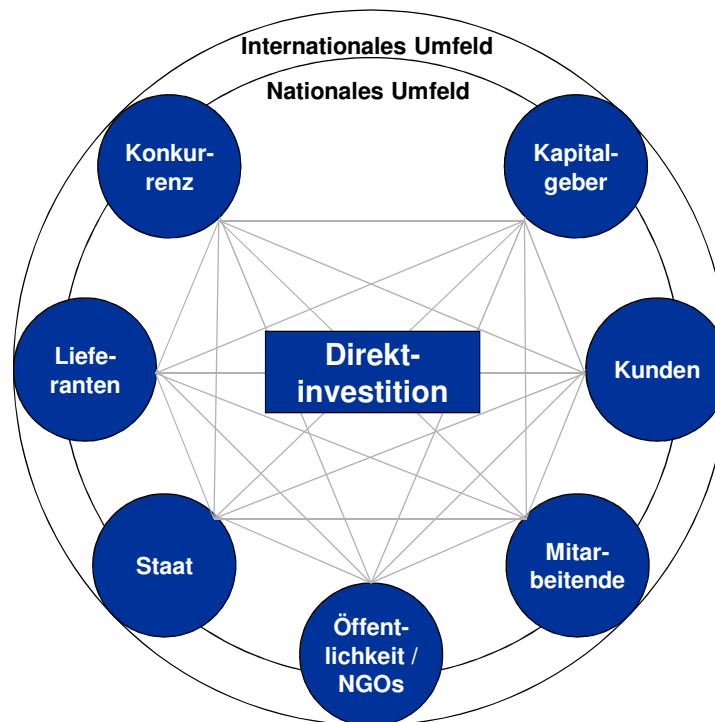 Internationales Umfeld
Nationales Umfeld
Konkur-
renz
Kapital-
geber
Liefe-
ranten
Direkt-
investition
Kunden
Staat
Mitar-
beitende
Öffent-
lichkeit /
NGOs